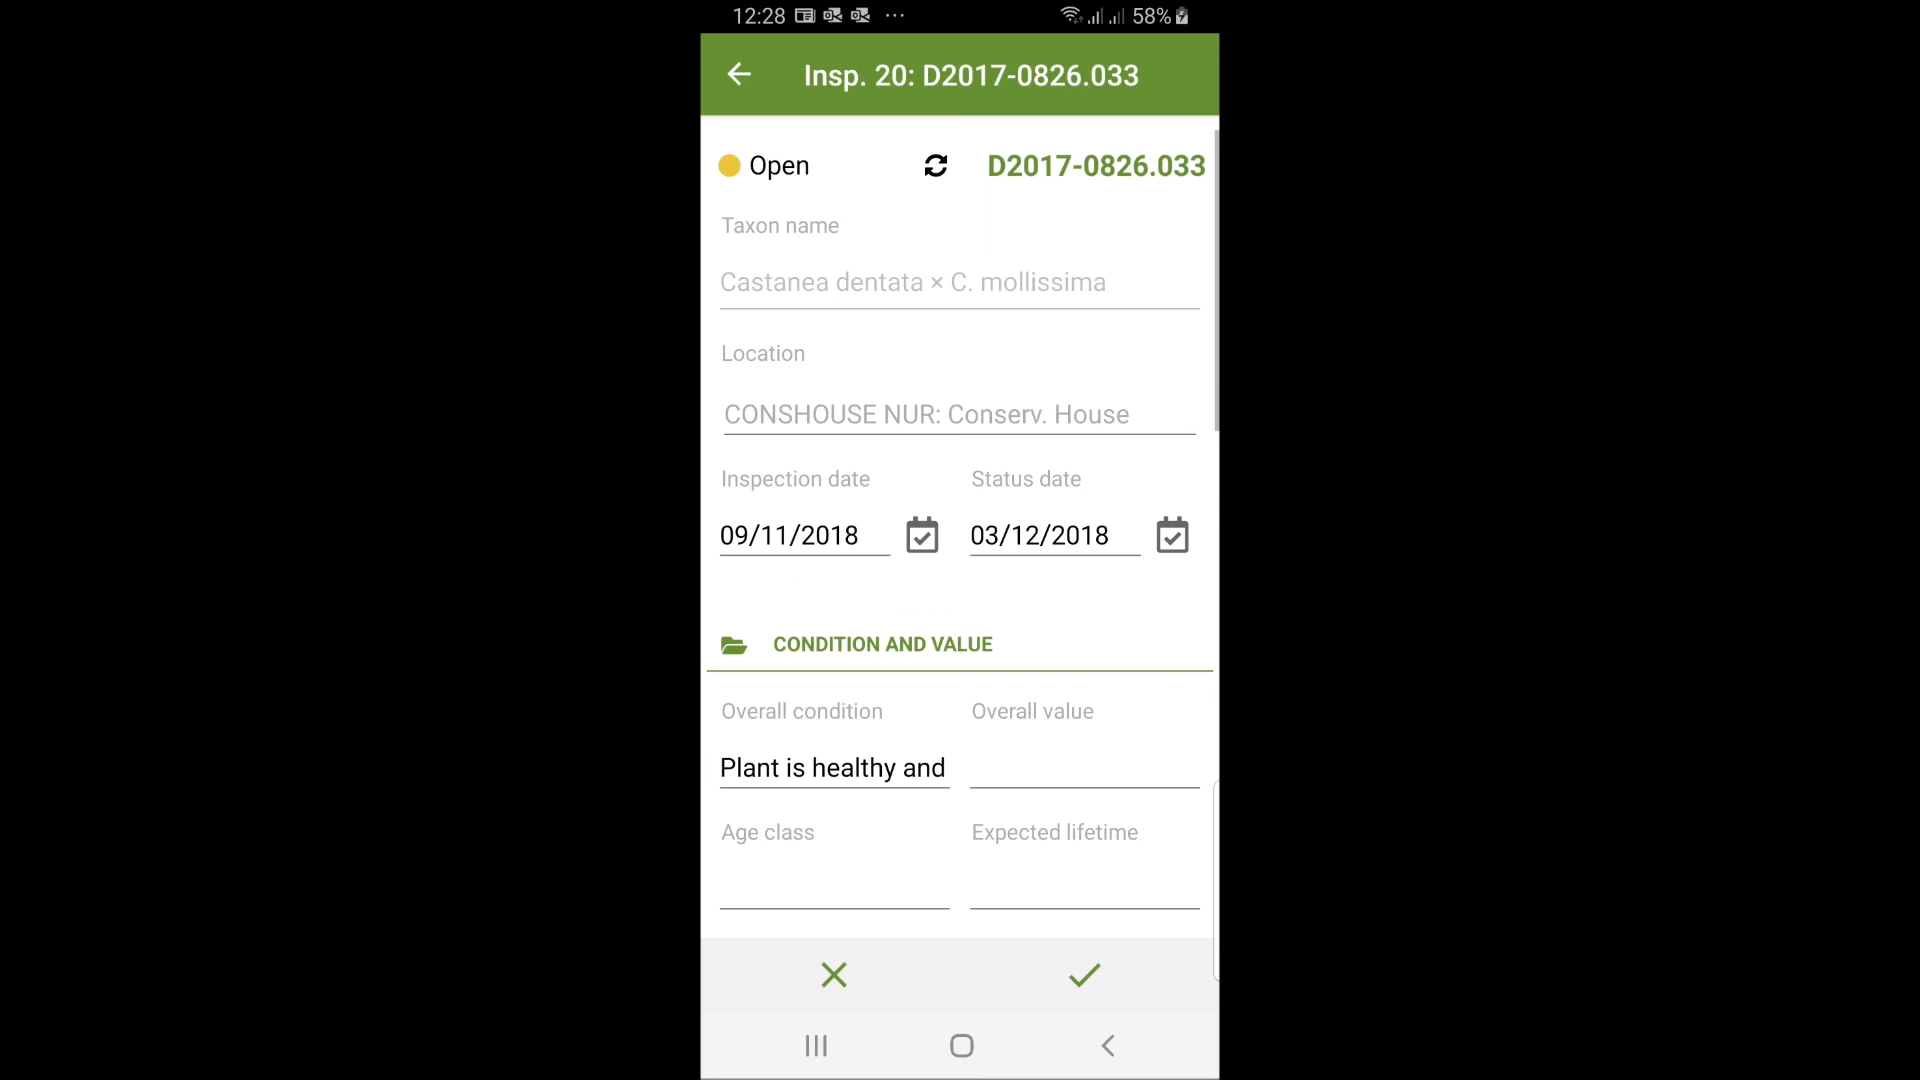 12:28 58%
Insp. 20: D2017-0826.033
Open D2017-0826.033
Taxon name
Castanea dentata × C. mollissima
Location
CONSHOUSE NUR: Conserv. House
Inspection date Status date
09/11/2018 03/12/2018
CONDITION AND VALUE
Overall condition Overall value
Plant is healthy and
Age class Expected lifetime